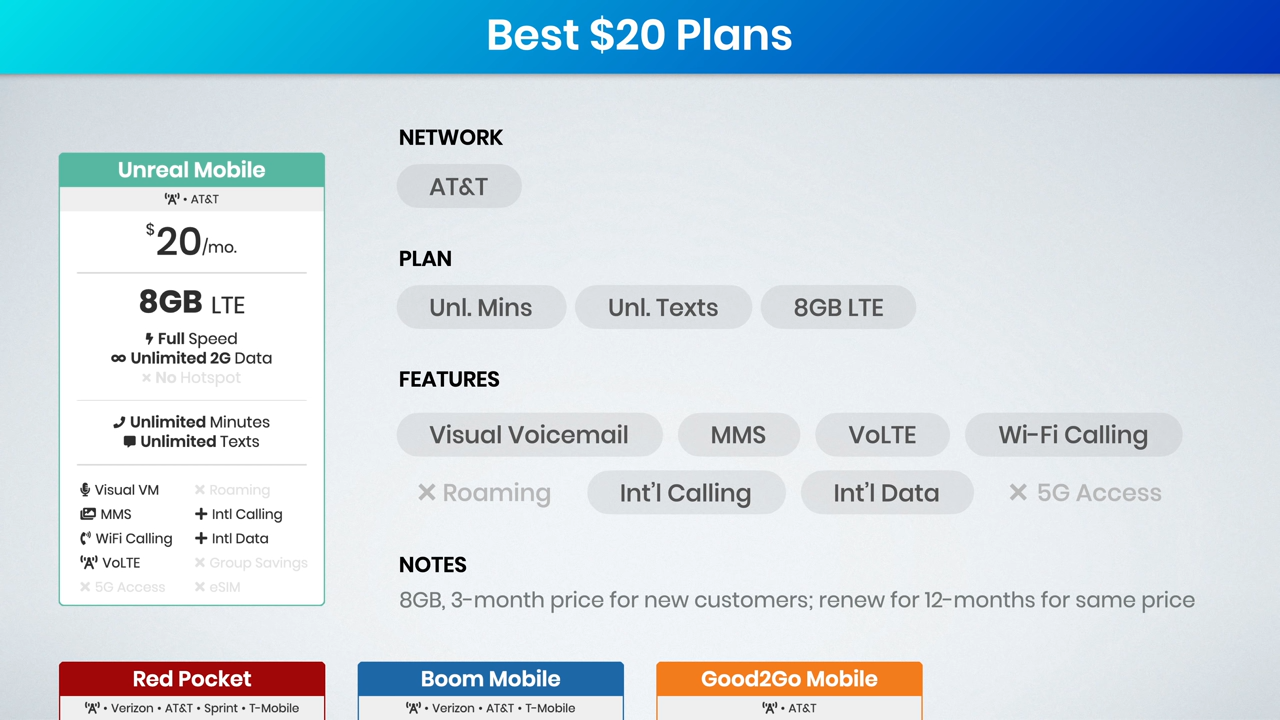 Best $20 Plans
Unreal Mobile
• AT&T
$20/mo.
8GB LTE
Full Speed
∞ Unlimited 2G Data
× No Hotspot
Unlimited Minutes
Unlimited Texts
Visual VM
× Roaming
MMS
+ Intl Calling
WiFi Calling
+ Intl Data
VoLTE
× Group Savings
× 5G Access
× eSIM
NETWORK
AT&T
PLAN
Unl. Mins Unl. Texts 8GB LTE
FEATURES
Visual Voicemail MMS VoLTE Wi-Fi Calling
× Roaming Int'l Calling Int'l Data × 5G Access
NOTES
8GB, 3-month price for new customers; renew for 12-months for same price
Red Pocket
• Verizon • AT&T • Sprint • T-Mobile
Boom Mobile
• Verizon • AT&T • T-Mobile
Good2Go Mobile
• AT&T